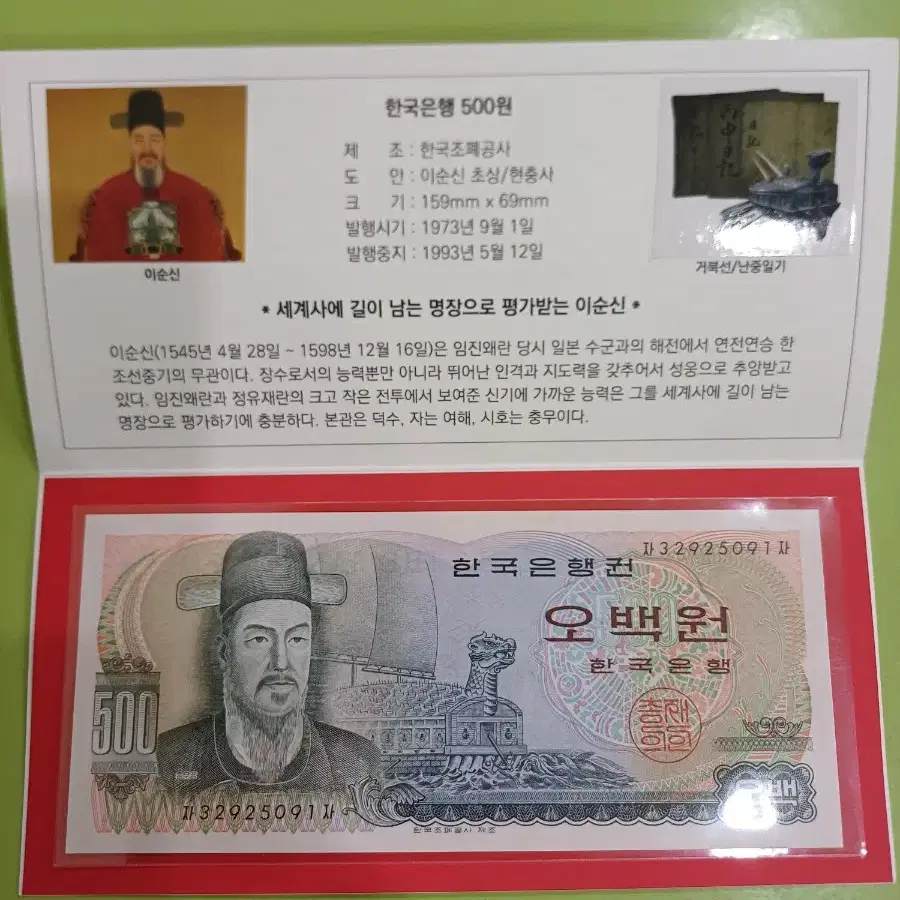 한국은행 500원
제 조 : 한국조폐공사
도 안 : 이순신 초상/현충사
크 기 : 159mm x 69mm
발행시기 : 1973년 9월 1일
발행중지 : 1993년 5월 12일
이순신
거북선/난중일기
* 세계사에 길이 남는 명장으로 평가받는 이순신 *
이순신(1545년 4월 28일 ~ 1598년 12월 16일)은 임진왜란 당시 일본 수군과의 해전에서 연전연승 한
조선중기의 무관이다. 장수로서의 능력뿐만 아니라 뛰어난 인격과 지도력을 갖추어서 성웅으로 추앙받고
있다. 임진왜란과 정유재란의 크고 작은 전투에서 보여준 신기에 가까운 능력은 그를 세계사에 길이 남는
명장으로 평가하기에 충분하다. 본관은 덕수, 자는 여해, 시호는 충무이다.
자32925091자
한국은행권
오백원
한국은행
500
총재의인
오백
자32925091자
한국조폐공사 제조